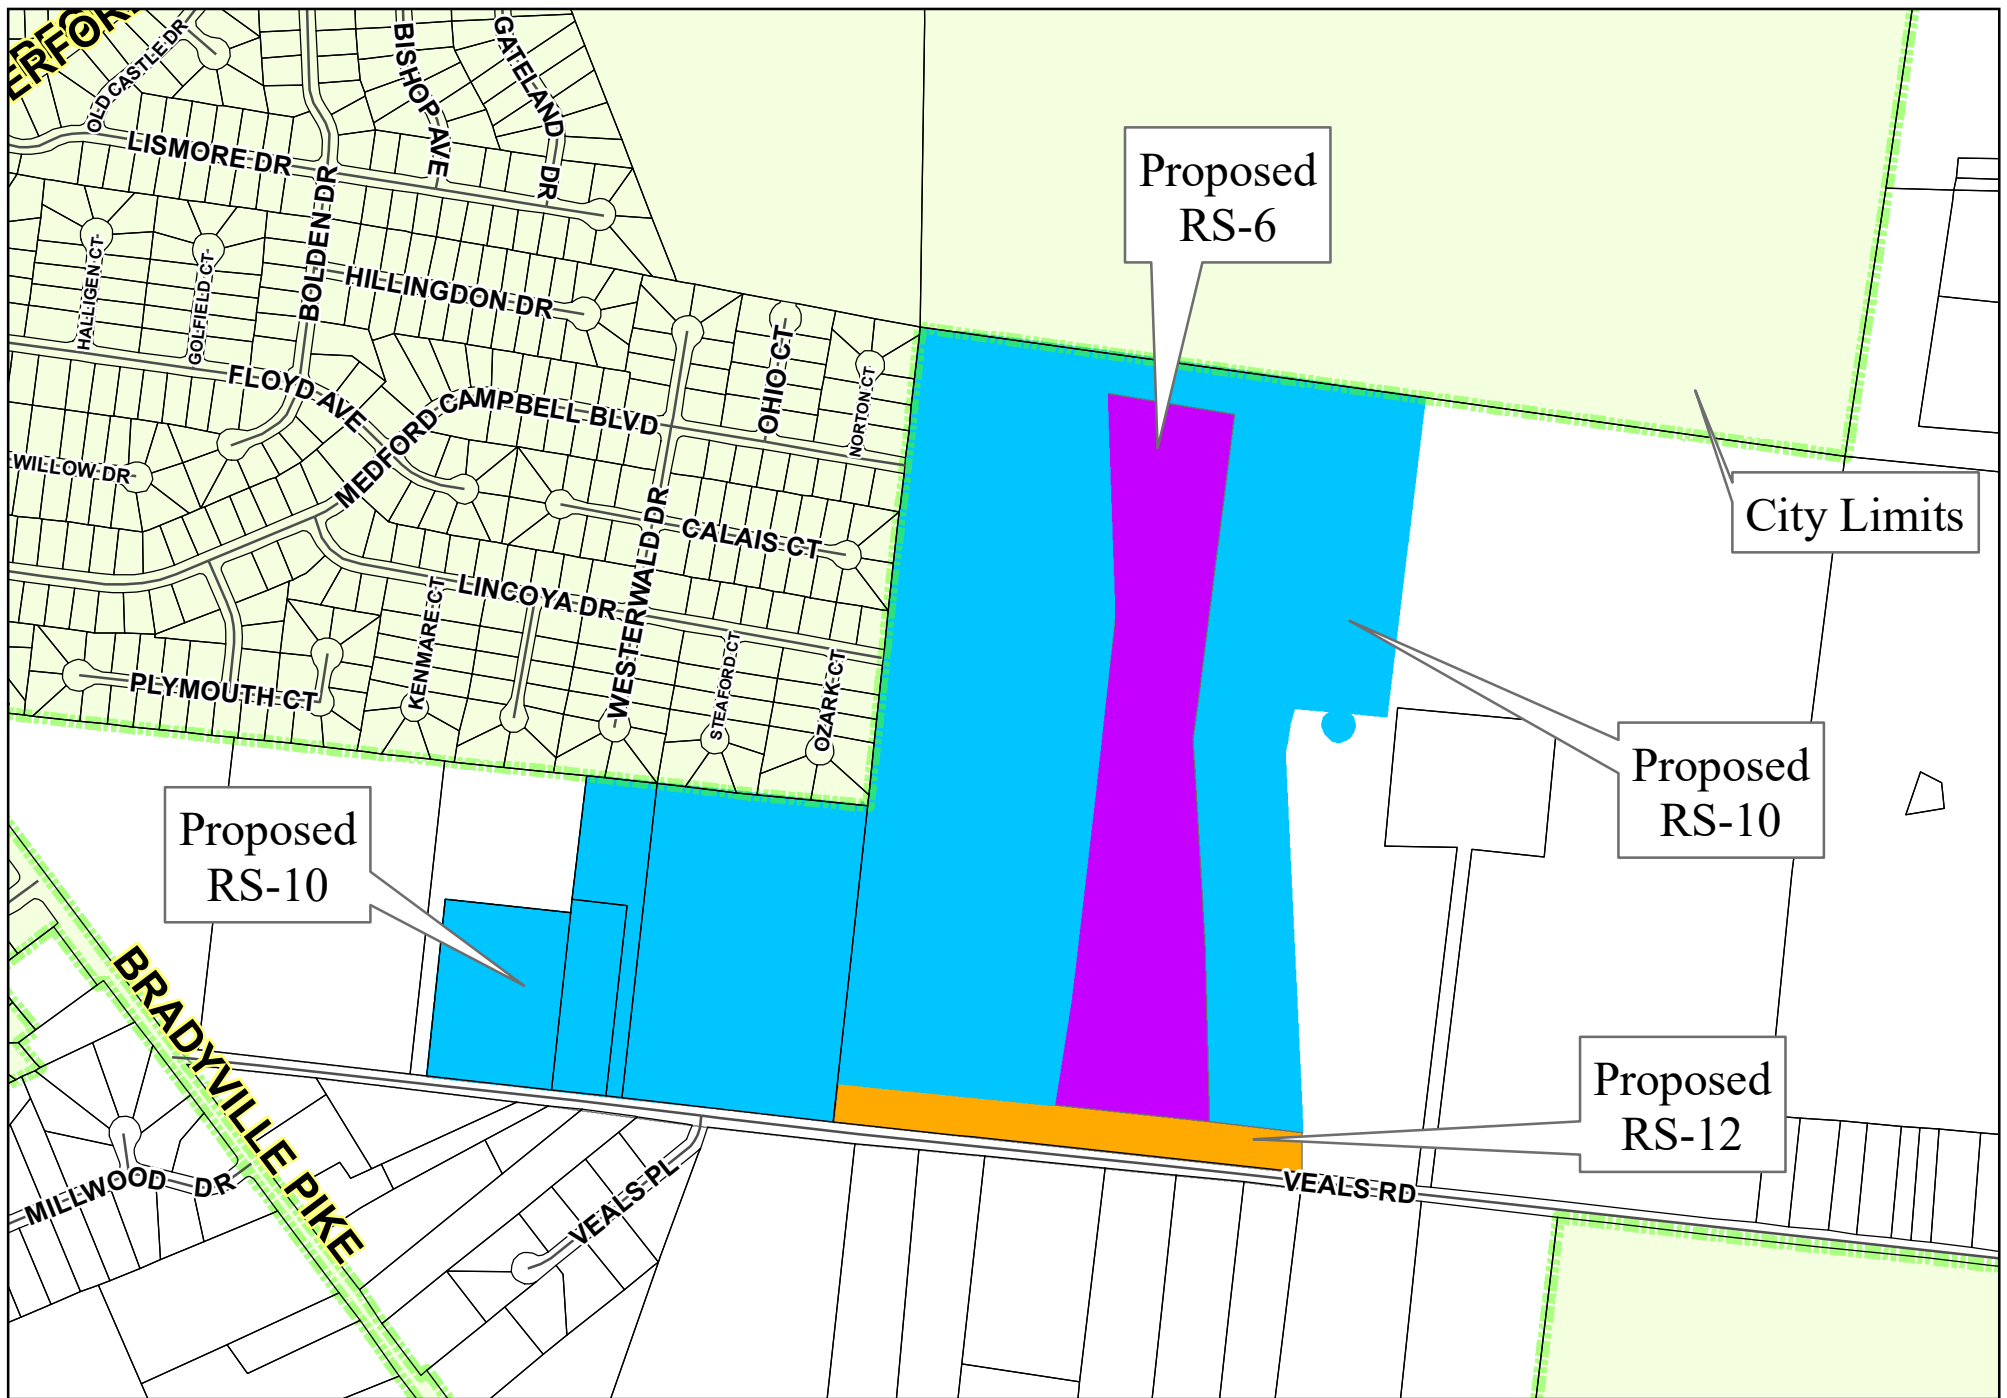 OLD CASTLE DR
BISHOP AVE
GATELAND DR
LISMORE DR
BOLDEN DR
Proposed
RS-6
HALLIGEN CT
GOLFIELD CT
HILLINGDON DR
OHIO CT
NORTON CT
FLOYD AVE
MEDFORD CAMPBELL BLVD
WILLOW DR
WESTERWALD DR
CALAIS CT
City Limits
KENMARE CT
LINCOYA DR
STEAFORD CT
OZARK CT
PLYMOUTH CT
Proposed
RS-10
Proposed
RS-10
BRADYVILLE PIKE
Proposed
RS-12
MILLWOOD DR
VEALS PL
VEALS RD